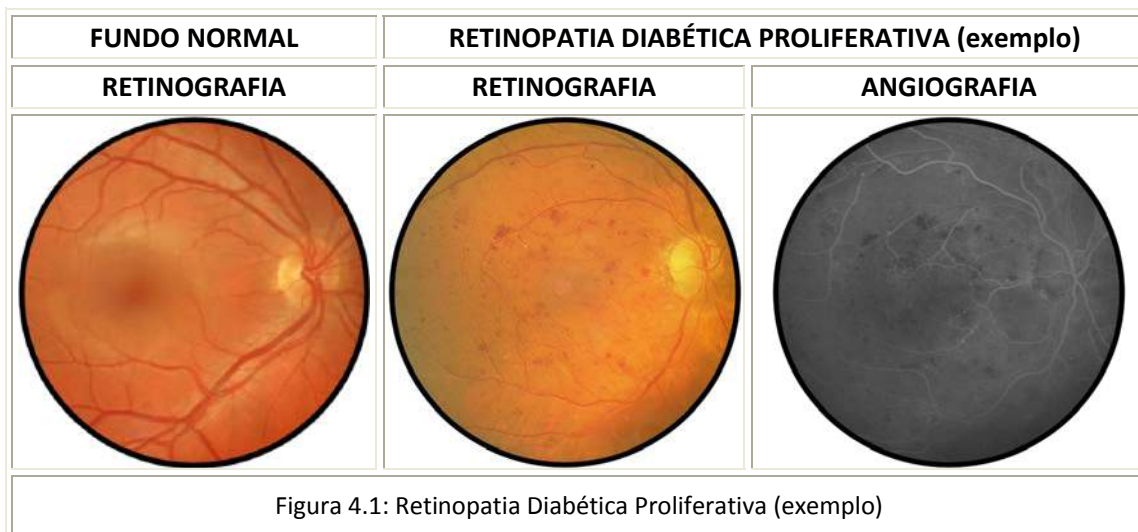 FUNDO NORMAL
RETINOPATIA DIABÉTICA PROLIFERATIVA (exemplo)
RETINOGRAFIA
RETINOGRAFIA
ANGIOGRAFIA
Figura 4.1: Retinopatia Diabética Proliferativa (exemplo)